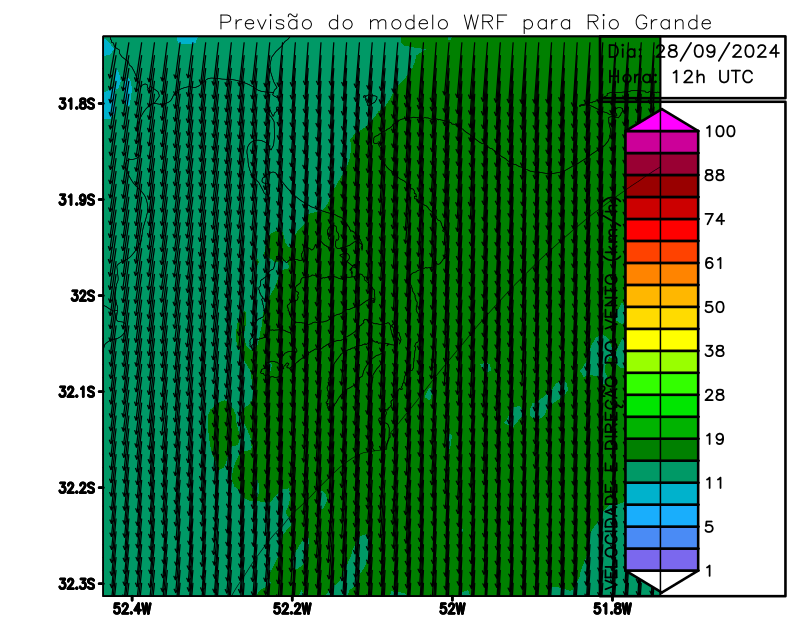 Previsão do modelo WRF para Rio Grande
Dia: 28/09/2024
Hora: 12h UTC
31.8S
31.9S
32S
32.1S
32.2S
32.3S
52.4W
52.2W
52W
51.8W
VELOCIDADE E DIREÇÃO DO VENTO (km/h)
100
88
74
61
50
38
28
19
11
5
1